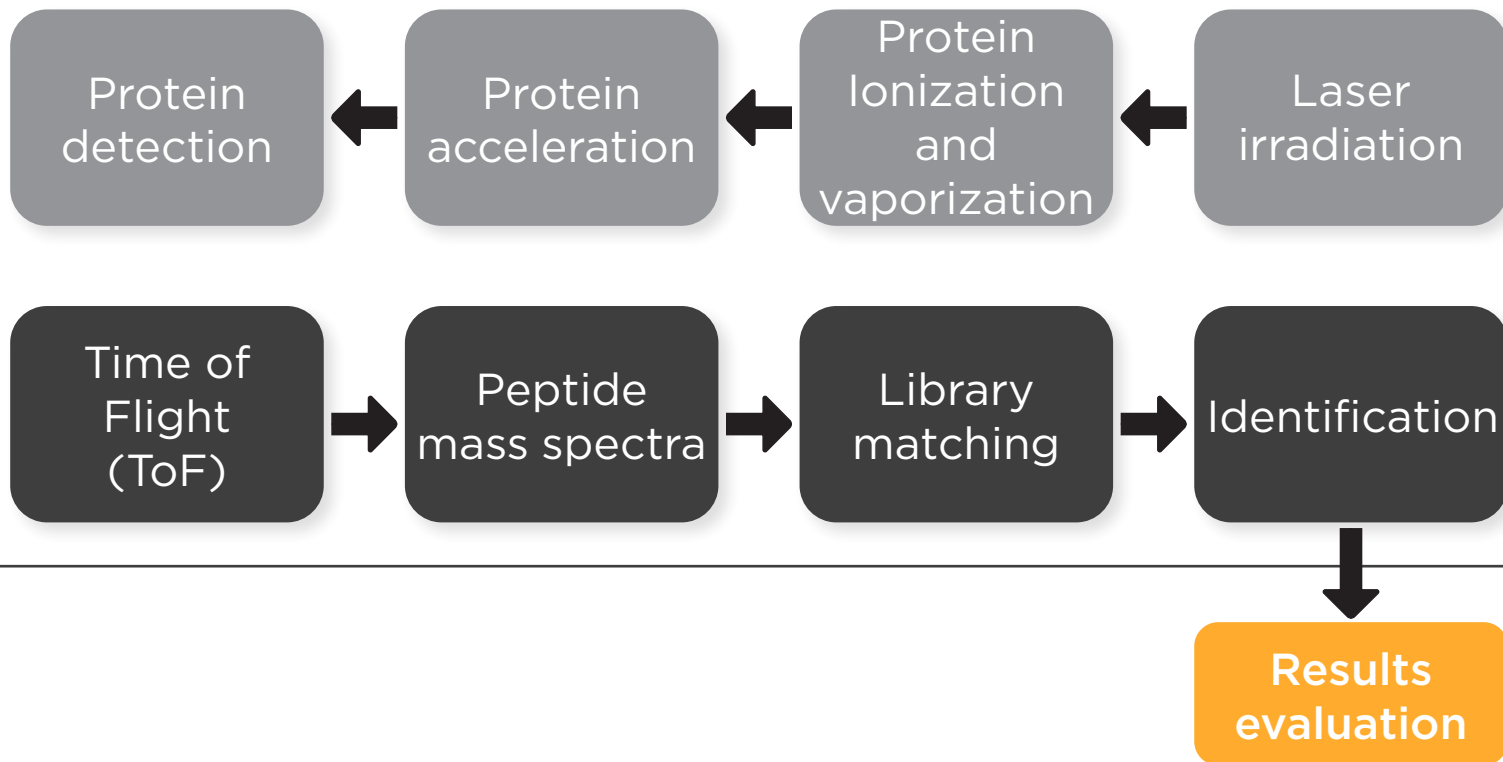 Protein
detection
Protein
acceleration
Protein
Ionization
and
vaporization
Laser
irradiation
Time of
Flight
(ToF)
Peptide
mass spectra
Library
matching
Identification
Results
evaluation